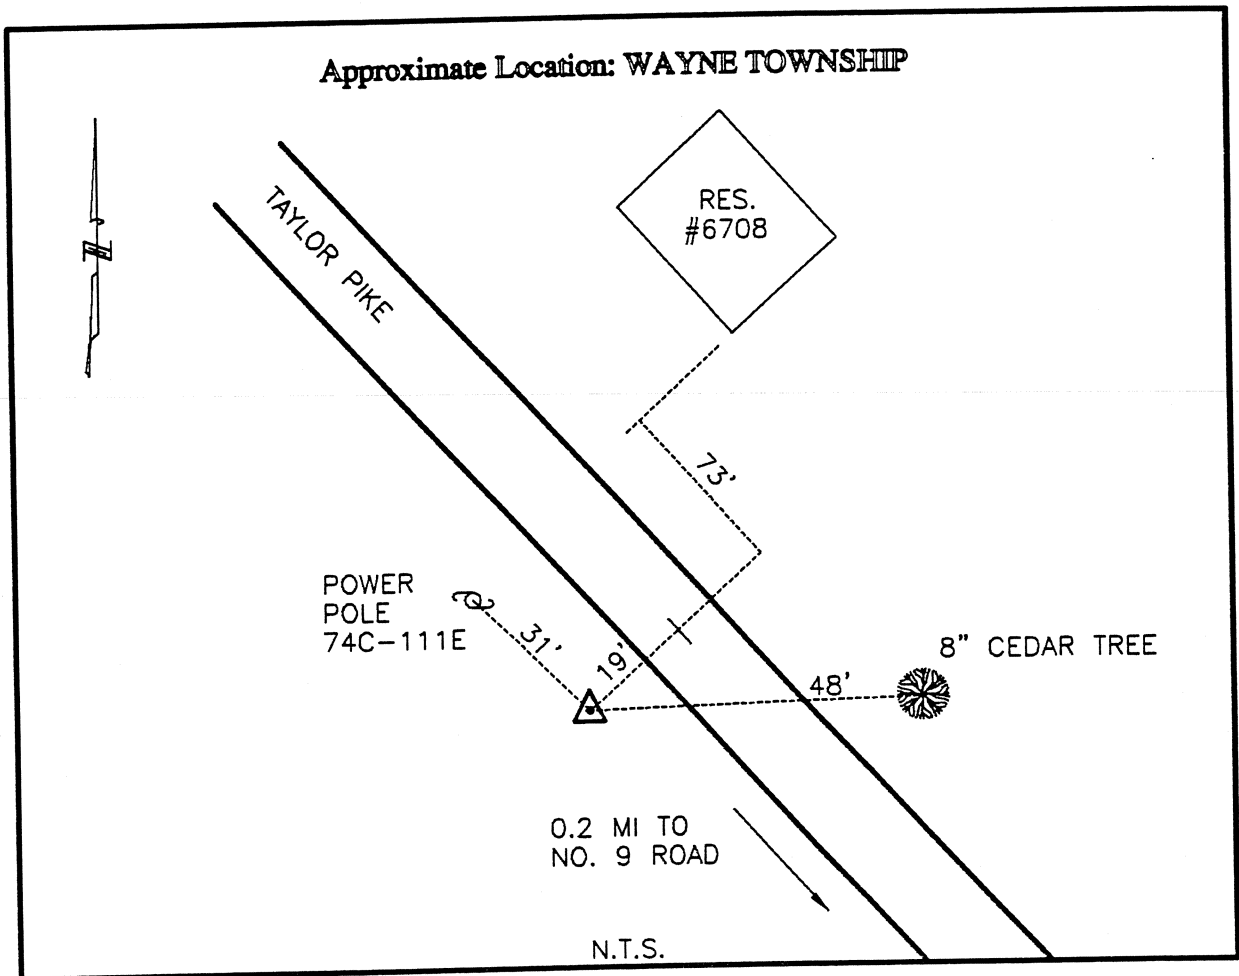 Approximate Location: WAYNE TOWNSHIP
N
RES.
#6708
TAYLOR PIKE
73'
POWER
POLE
74C-111E
31'
19'
8" CEDAR TREE
48'
0.2 MI TO
NO. 9 ROAD
N.T.S.